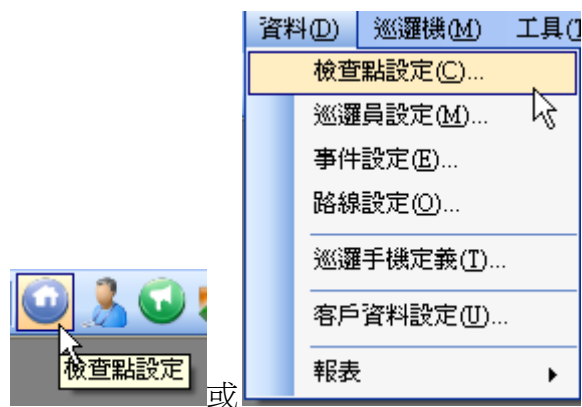 資料(D) 巡邏機(M) 工具(
檢查點設定(C)...
巡邏員設定(M)...
事件設定(E)...
路線設定(O)...
巡邏手機定義(T)...
客戶資料設定(U)...
報表
檢查點設定
或